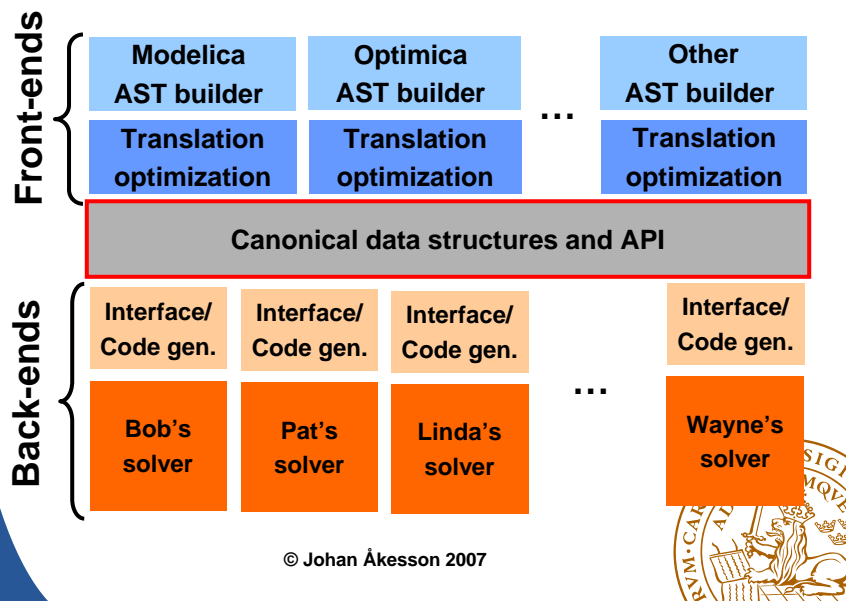 Front-ends
Modelica
AST builder
Optimica
AST builder
...
Other
AST builder
Translation
optimization
Translation
optimization
Translation
optimization
Canonical data structures and API
Back-ends
Interface/
Code gen.
Interface/
Code gen.
Interface/
Code gen.
...
Interface/
Code gen.
Bob's
solver
Pat's
solver
Linda's
solver
Wayne's
solver
© Johan Åkesson 2007